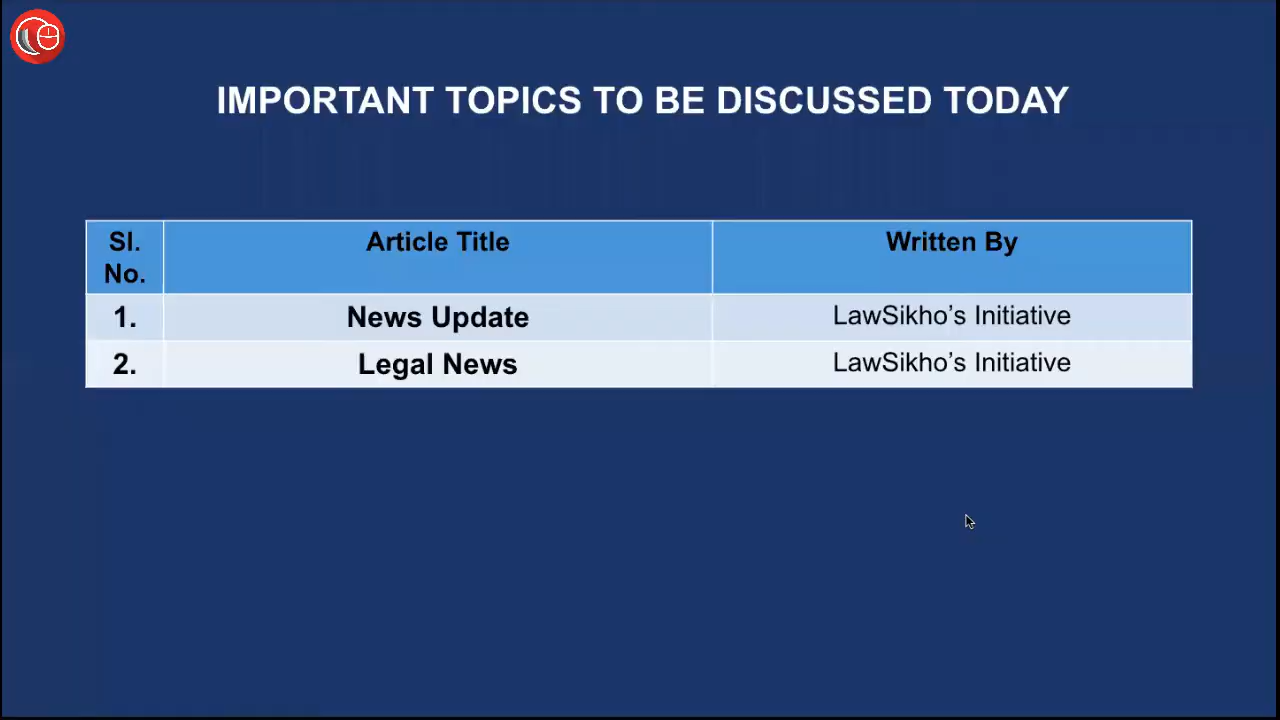 IMPORTANT TOPICS TO BE DISCUSSED TODAY
Sl. No. Article Title Written By
1. News Update LawSikho’s Initiative
2. Legal News LawSikho’s Initiative